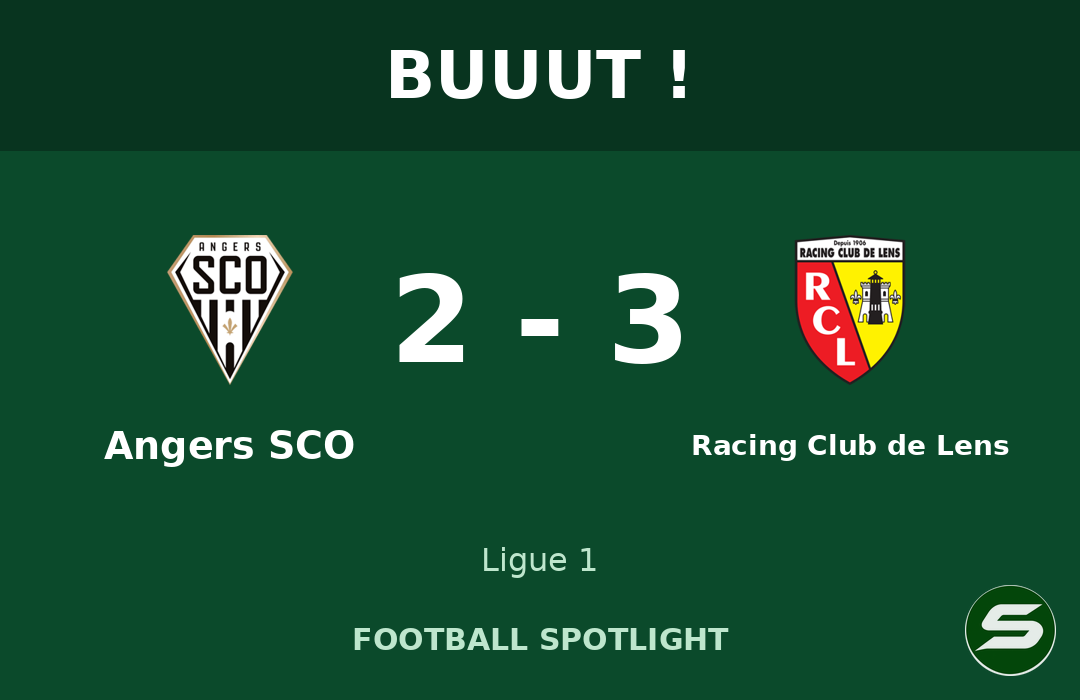 BUUUT !
ANGERS
SCO
2 - 3
Depuis 1906
RACING CLUB DE LENS
R
C
L
Angers SCO
Racing Club de Lens
Ligue 1
FOOTBALL SPOTLIGHT
S